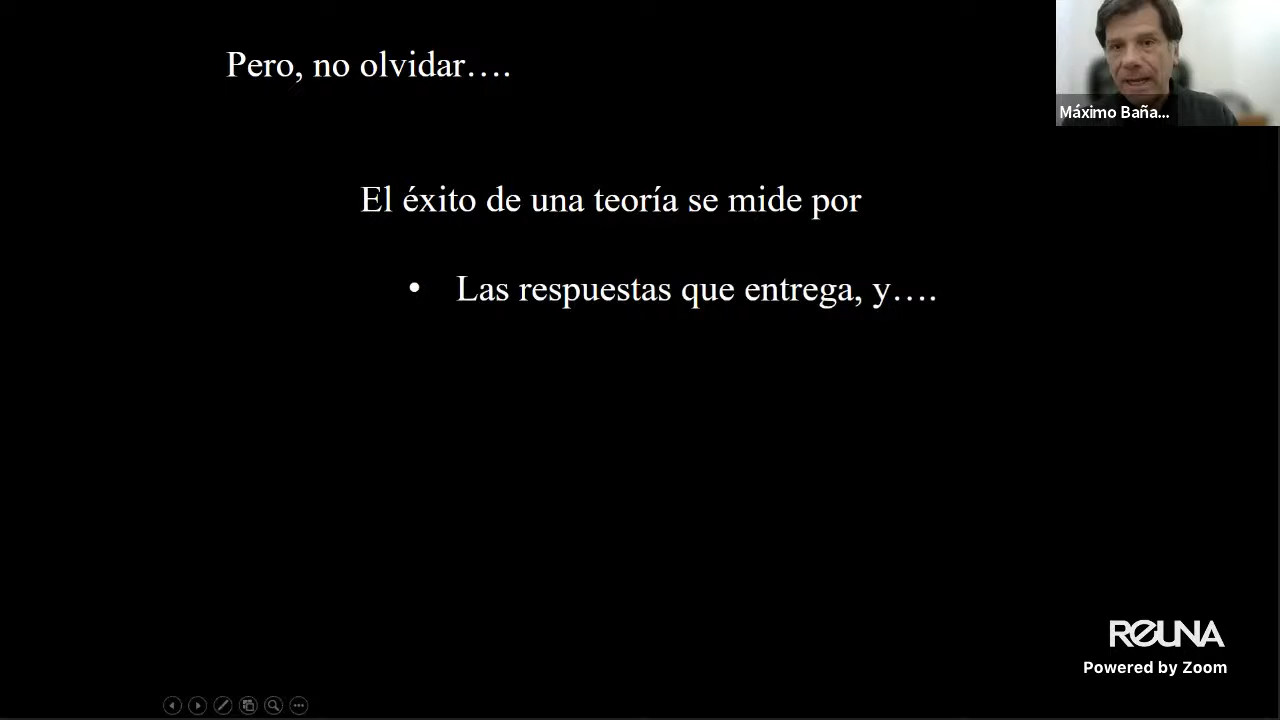 Pero, no olvidar….
Máximo Baña...
El éxito de una teoría se mide por
• Las respuestas que entrega, y….
REUNA
Powered by Zoom